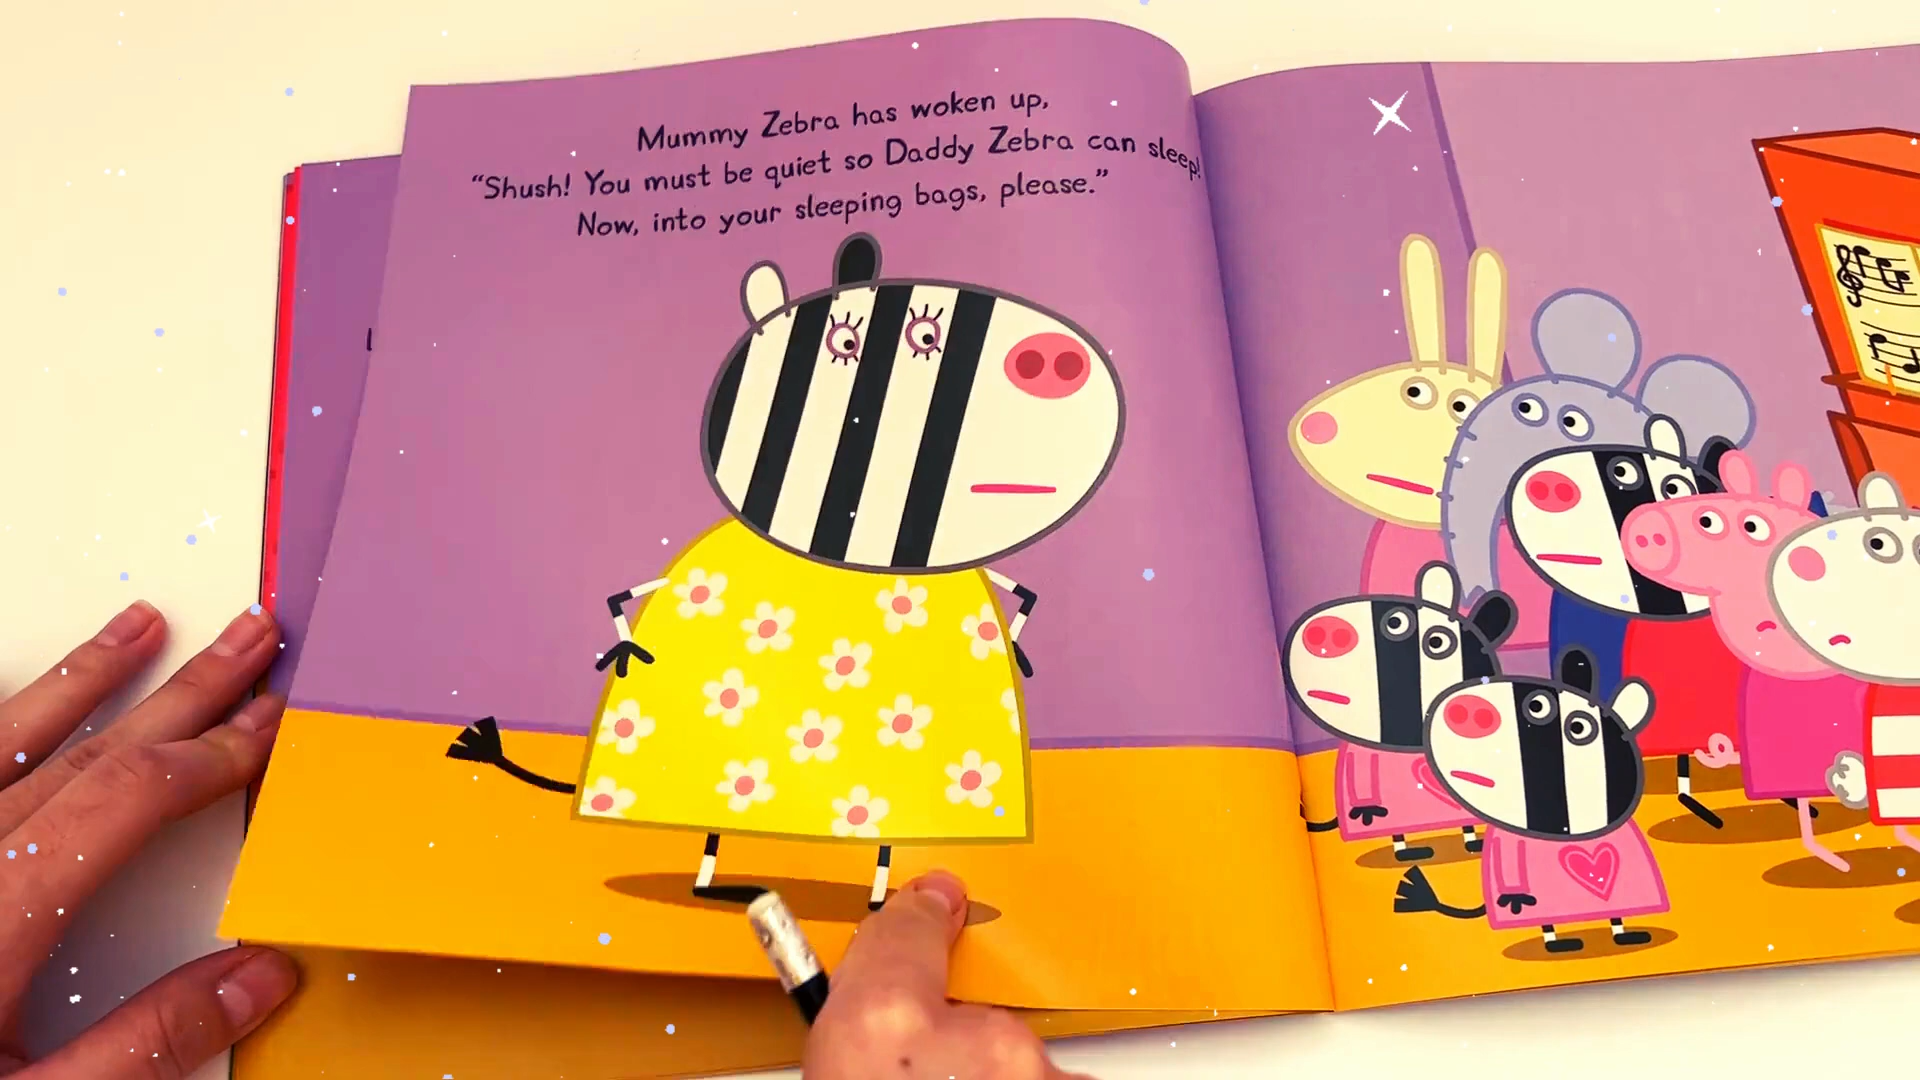 Mummy Zebra has woken up,
“Shush! You must be quiet so Daddy Zebra can sleep!
Now, into your sleeping bags, please.”